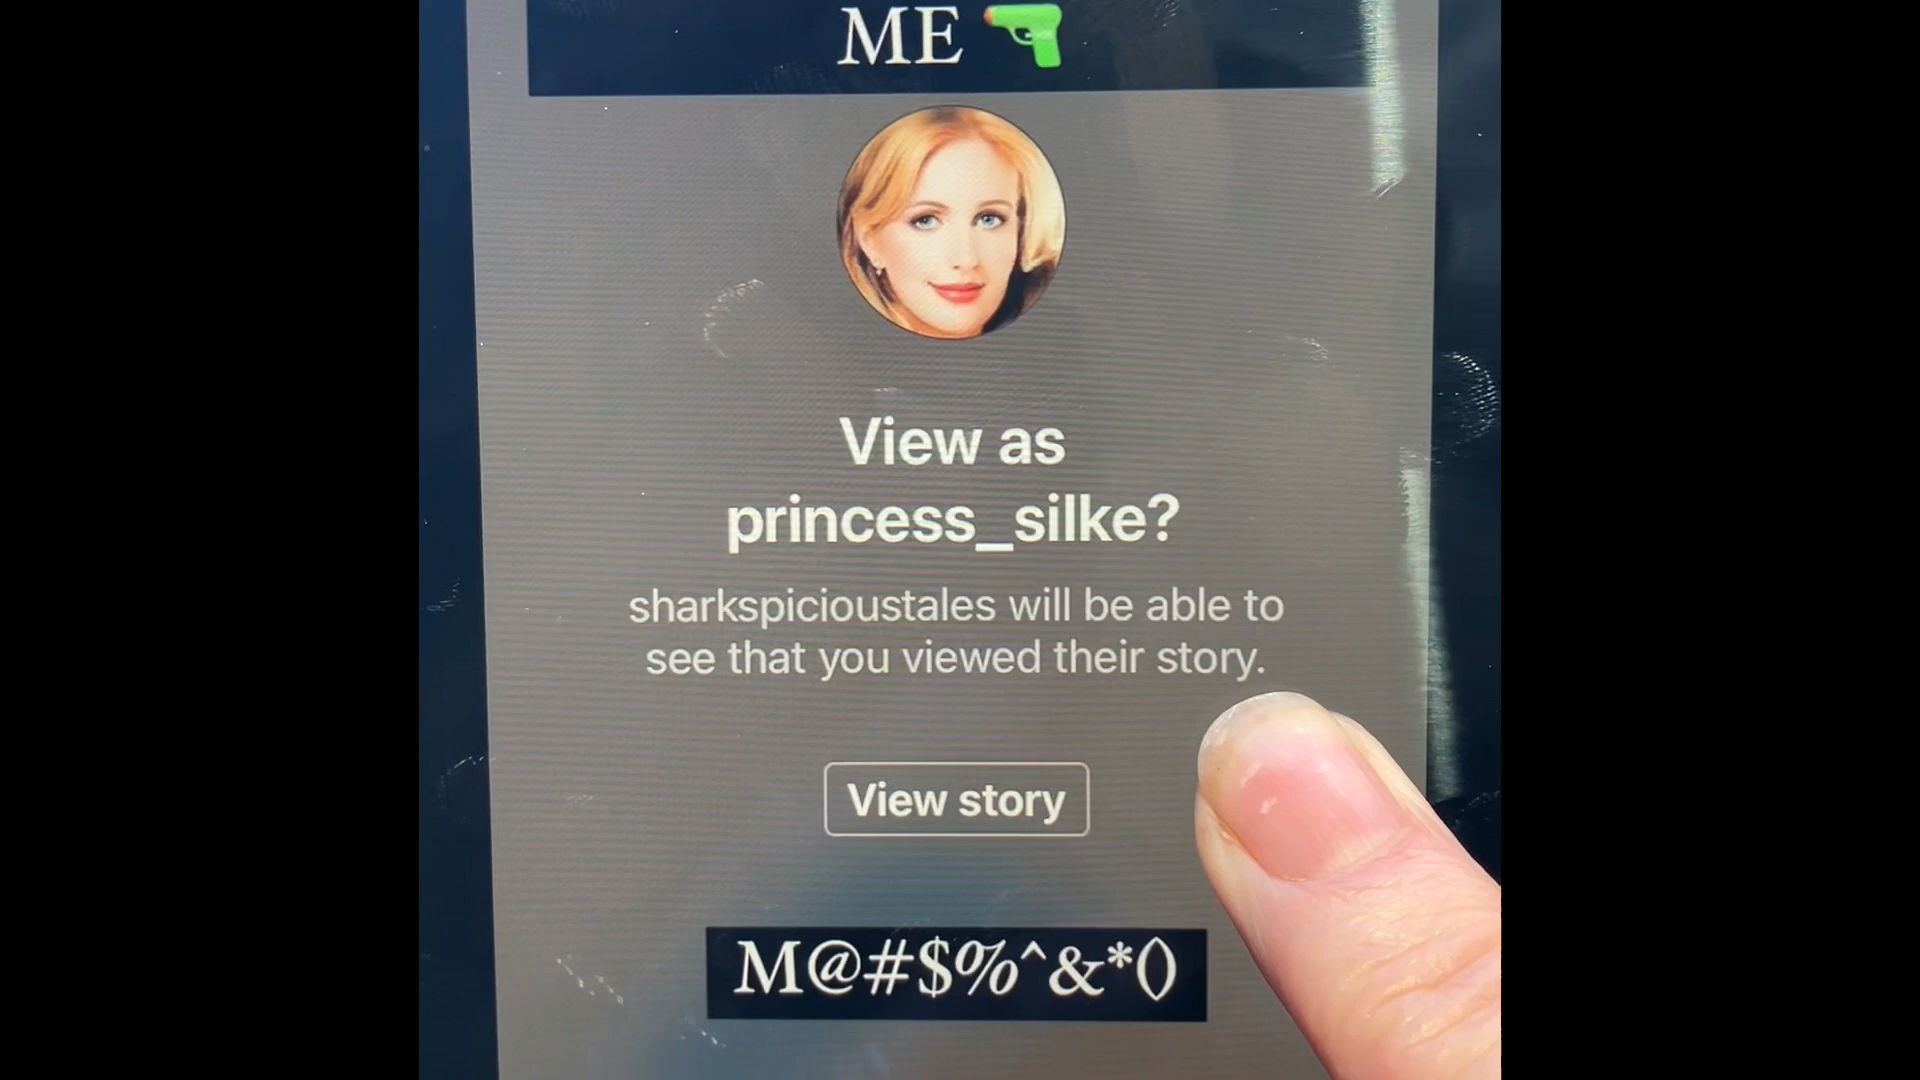 ME
View as
princess_silke?
sharkspicioustales will be able to
see that you viewed their story.
View story
M@#$%^&*()